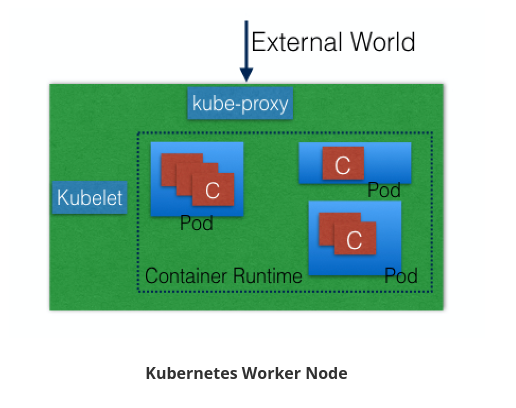 External World
kube-proxy
Kubelet
C
Pod
C
Pod
C
Pod
Container Runtime
Kubernetes Worker Node